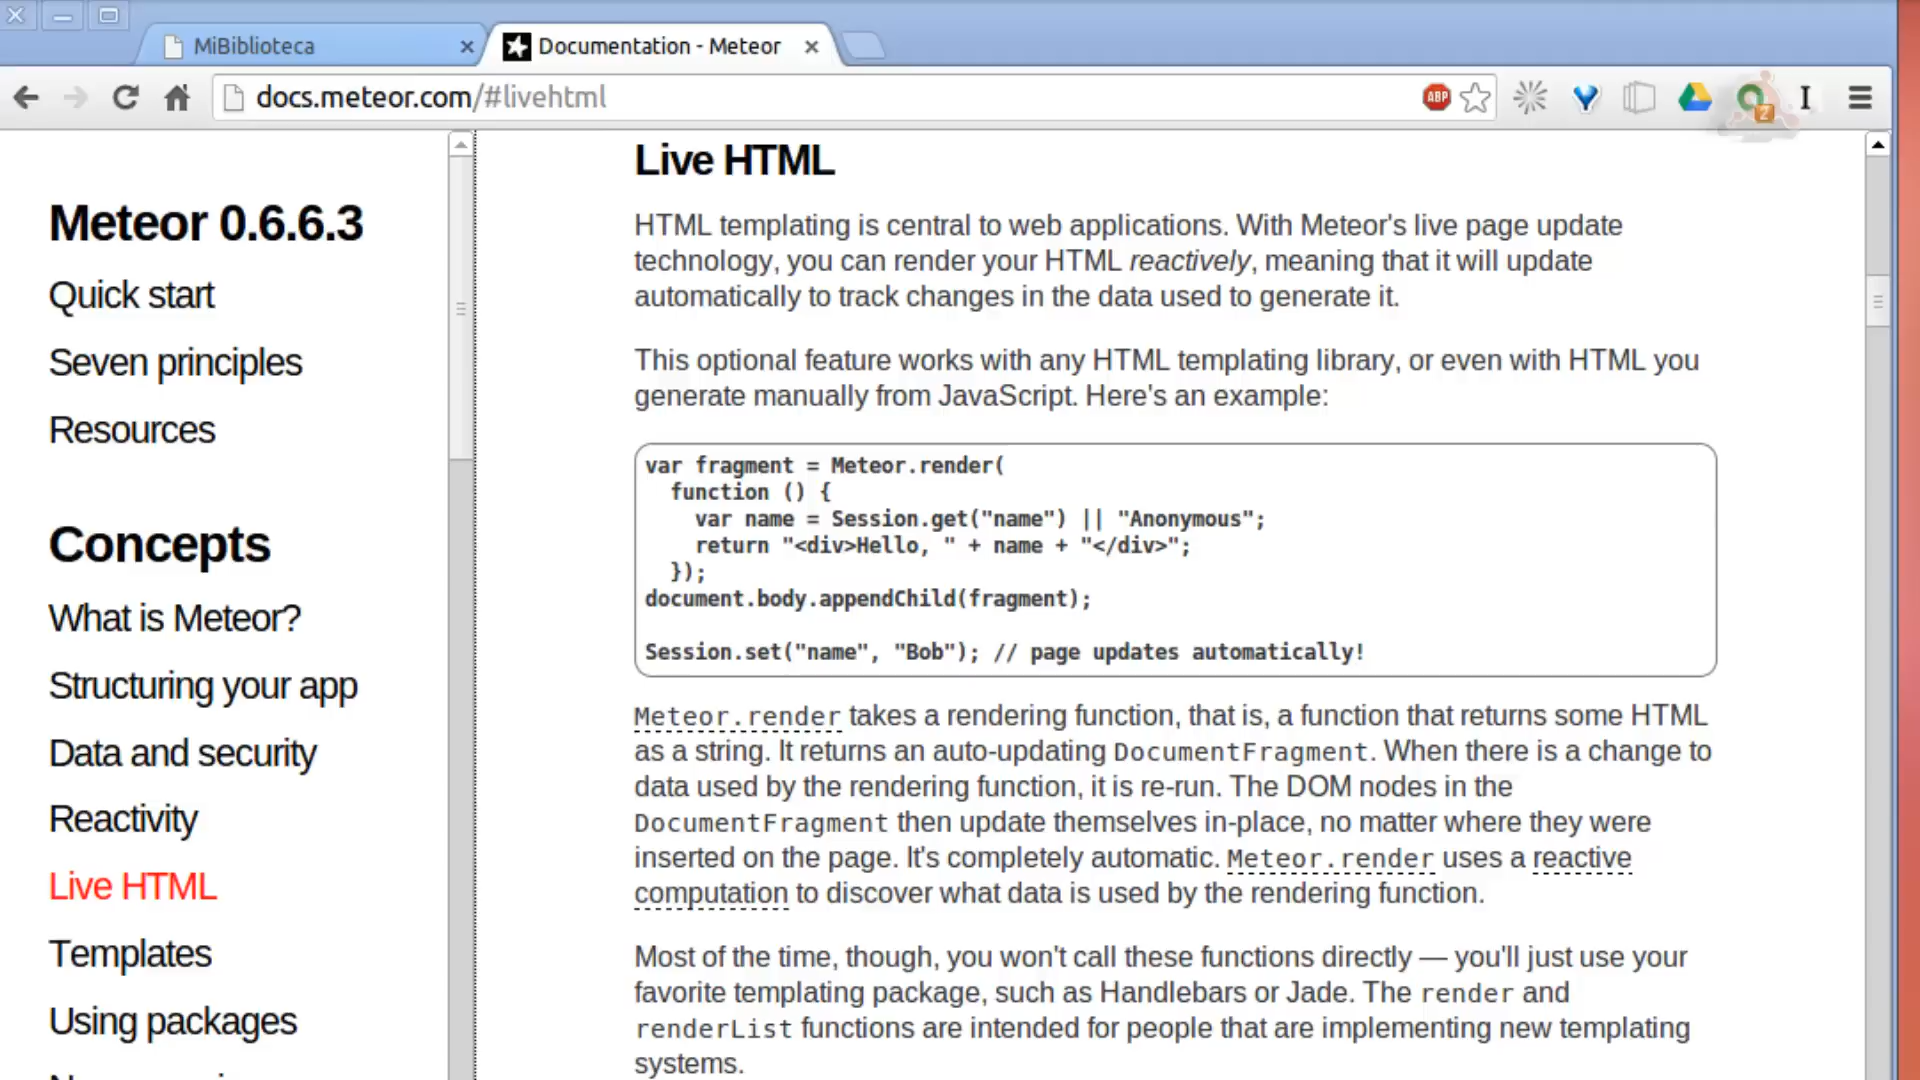 MiBiblioteca
Documentation - Meteor
docs.meteor.com/#livehtml
ABP
2
Meteor 0.6.6.3
Quick start
Seven principles
Resources
Concepts
What is Meteor?
Structuring your app
Data and security
Reactivity
Live HTML
Templates
Using packages
Live HTML
HTML templating is central to web applications. With Meteor's live page update
technology, you can render your HTML reactively, meaning that it will update
automatically to track changes in the data used to generate it.
This optional feature works with any HTML templating library, or even with HTML you
generate manually from JavaScript. Here's an example:
var fragment = Meteor.render(
  function () {
    var name = Session.get("name") || "Anonymous";
    return "<div>Hello, " + name + "</div>";
  });
document.body.appendChild(fragment);
Session.set("name", "Bob"); // page updates automatically!
Meteor.render takes a rendering function, that is, a function that returns some HTML
as a string. It returns an auto-updating DocumentFragment. When there is a change to
data used by the rendering function, it is re-run. The DOM nodes in the
DocumentFragment then update themselves in-place, no matter where they were
inserted on the page. It's completely automatic. Meteor.render uses a reactive
computation to discover what data is used by the rendering function.
Most of the time, though, you won't call these functions directly — you'll just use your
favorite templating package, such as Handlebars or Jade. The render and
renderList functions are intended for people that are implementing new templating
systems.